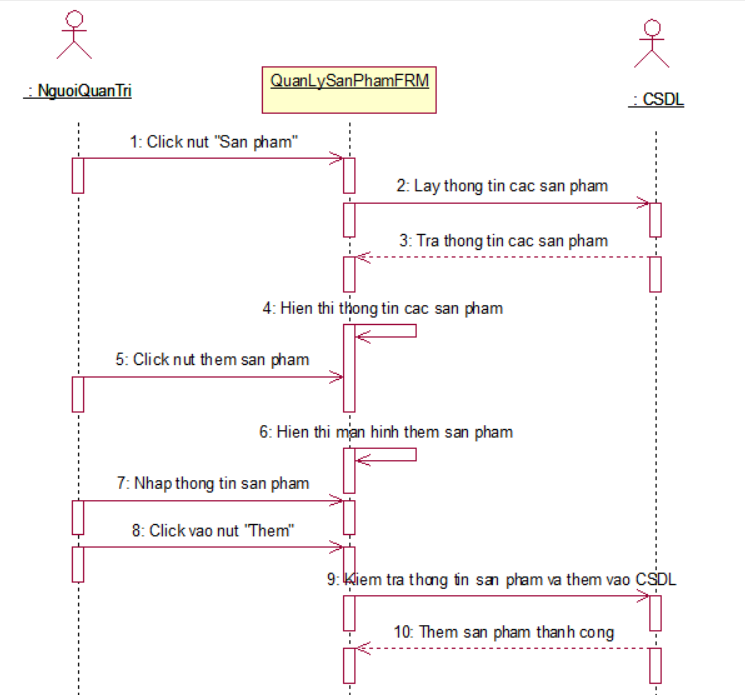 : NguoiQuanTri
QuanLySanPhamFRM
: CSDL
1: Click nut "San pham"
2: Lay thong tin cac san pham
3: Tra thong tin cac san pham
4: Hien thi thong tin cac san pham
5: Click nut them san pham
6: Hien thi man hinh them san pham
7: Nhap thong tin san pham
8: Click vao nut "Them"
9: Kiem tra thong tin san pham va them vao CSDL
10: Them san pham thanh cong